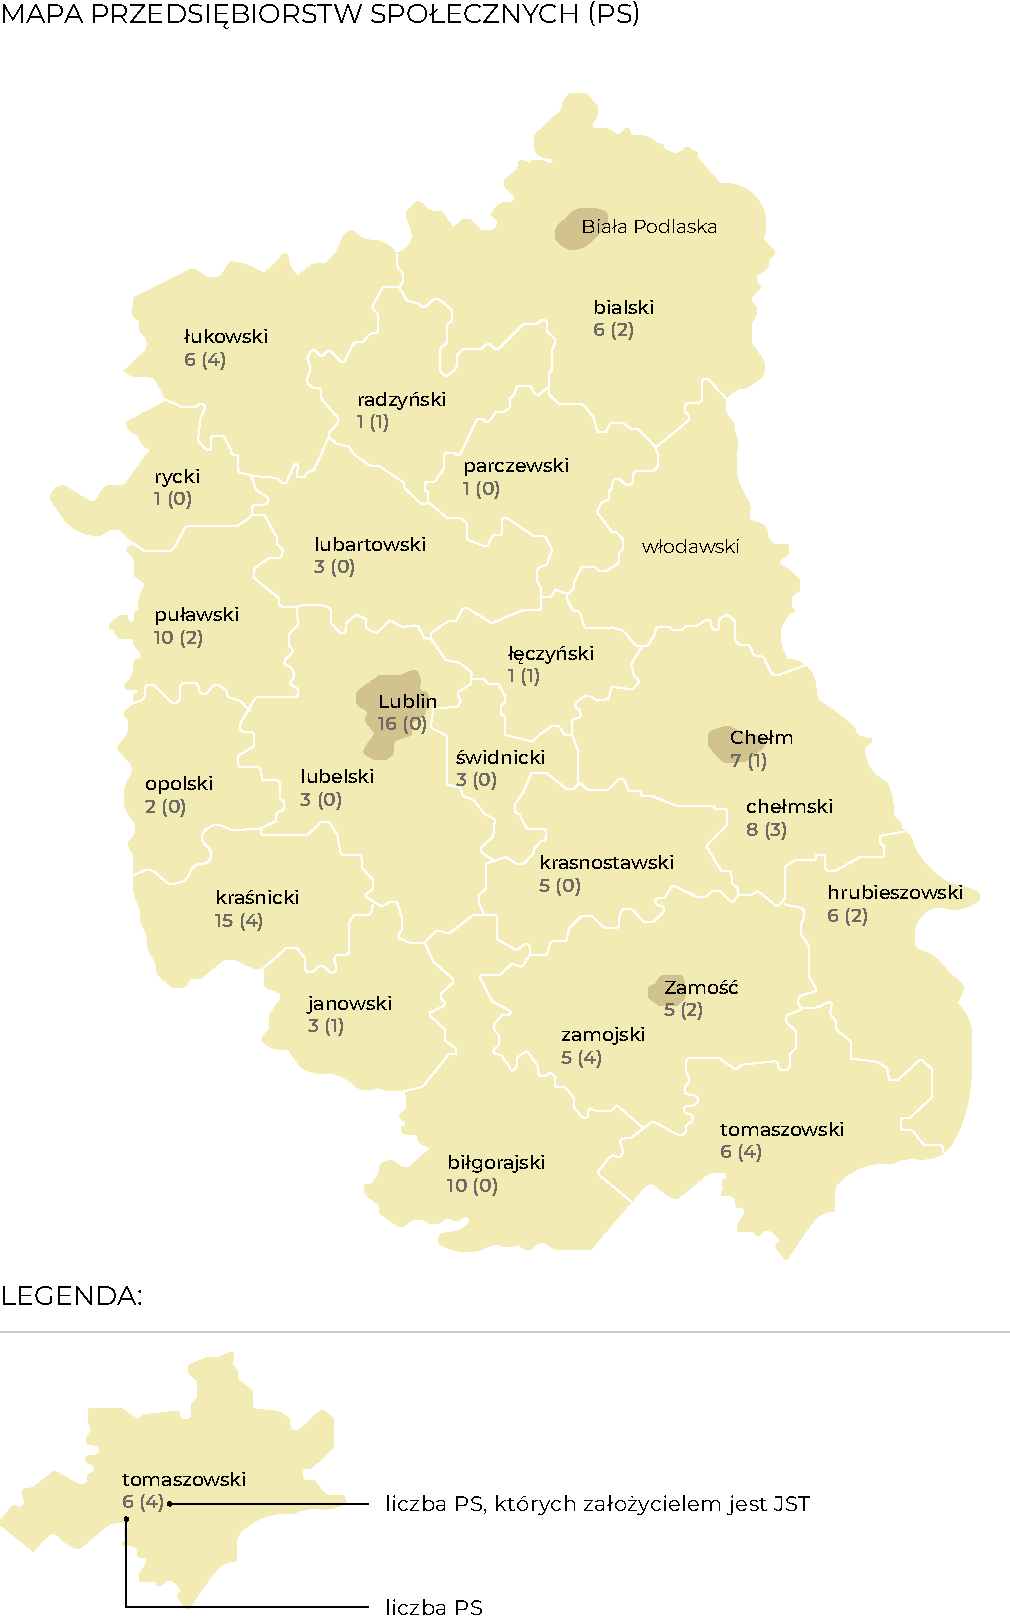 MAPA PRZEDSIĘBIORSTW SPOŁECZNYCH (PS)
Biała Podlaska
bialski
6 (2)
łukowski
6 (4)
radzyński
1 (1)
parczewski
1 (0)
rycki
1 (0)
lubartowski
3 (0)
włodawski
puławski
10 (2)
łęczyński
1 (1)
Lublin
16 (0)
Chełm
7 (1)
świdnicki
3 (0)
lubelski
3 (0)
opolski
2 (0)
chełmski
8 (3)
krasnostawski
5 (0)
hrubieszowski
6 (2)
kraśnicki
15 (4)
Zamość
5 (2)
janowski
3 (1)
zamojski
5 (4)
tomaszowski
6 (4)
biłgorajski
10 (0)
LEGENDA:
tomaszowski
6 (4)
liczba PS, których założycielem jest JST
liczba PS